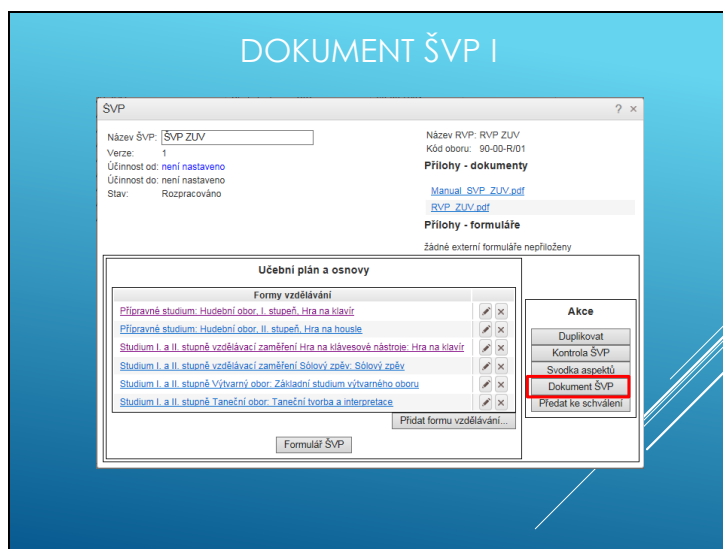 DOKUMENT ŠVP I
ŠVP ? ×
Název ŠVP: ŠVP ZUV
Verze: 1
Účinnost od: není nastaveno
Účinnost do: není nastaveno
Stav: Rozpracováno
Název RVP: RVP ZUV
Kód oboru: 90-00-R/01
Přílohy - dokumenty
Manual_SVP_ZUV.pdf
RVP_ZUV.pdf
Přílohy - formuláře
žádné externí formuláře nepřiloženy
Učební plán a osnovy
Formy vzdělávání
Přípravné studium: Hudební obor, I. stupeň, Hra na klavír
Přípravné studium: Hudební obor, II. stupeň, Hra na housle
Studium I. a II. stupně vzdělávací zaměření Hra na klávesové nástroje: Hra na klavír
Studium I. a II. stupně vzdělávací zaměření Sólový zpěv: Sólový zpěv
Studium I. a II. stupně Výtvarný obor: Základní studium výtvarného oboru
Studium I. a II. stupně Taneční obor: Taneční tvorba a interpretace
Přidat formu vzdělávání...
Formulář ŠVP
Akce
Duplikovat
Kontrola ŠVP
Svodka aspektů
Dokument ŠVP
Předat ke schválení